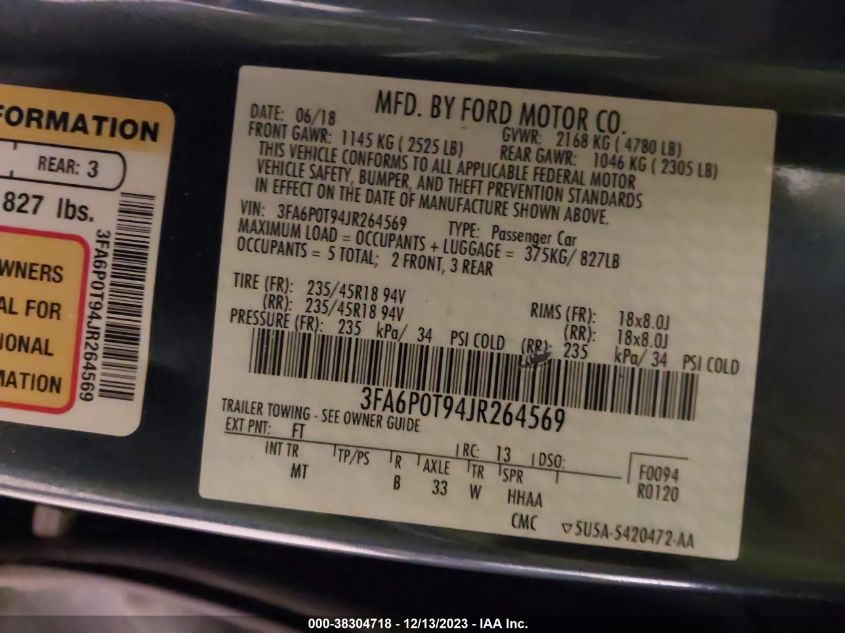 FORMATION
REAR: 3
827 lbs.
WNERS
AL FOR
IONAL
MATION
3FA6P0T94JR264569
MFD. BY FORD MOTOR CO.
DATE: 06/18 GVWR: 2168 KG ( 4780 LB)
FRONT GAWR: 1145 KG ( 2525 LB) REAR GAWR: 1046 KG ( 2305 LB)
THIS VEHICLE CONFORMS TO ALL APPLICABLE FEDERAL MOTOR
VEHICLE SAFETY, BUMPER, AND THEFT PREVENTION STANDARDS
IN EFFECT ON THE DATE OF MANUFACTURE SHOWN ABOVE.
VIN: 3FA6P0T94JR264569 TYPE: Passenger Car
MAXIMUM LOAD = OCCUPANTS + LUGGAGE = 375KG/ 827LB
OCCUPANTS = 5 TOTAL; 2 FRONT, 3 REAR
TIRE (FR): 235/45R18 94V RIMS (FR): 18x8.0J
(RR): 235/45R18 94V (RR): 18x8.0J
PRESSURE (FR): 235 kPa/ 34 PSI COLD (RR): 235 kPa/ 34 PSI COLD
3FA6P0T94JR264569
TRAILER TOWING - SEE OWNER GUIDE
EXT PNT: FT RC: 13 DSO: F0094
INT TR TP/PS R AXLE TR SPR R0120
MT B 33 W HHAA
CMC ▽5U5A-5420472-AA
000-38304718 - 12/13/2023 - IAA Inc.